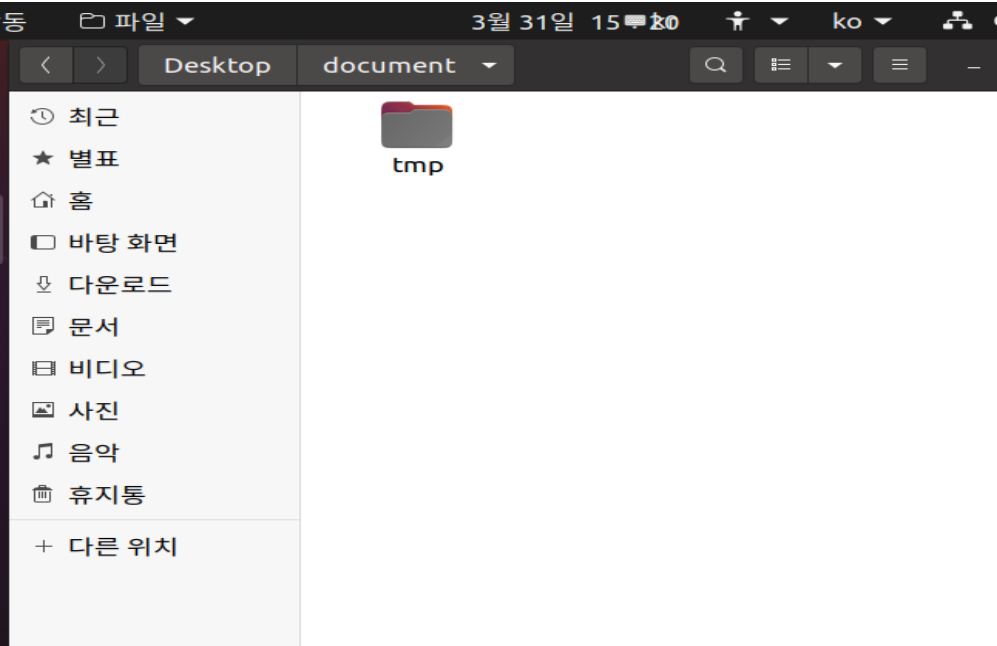 동 파일 3월 31일 15 20 ko
Desktop document
최근
별표
홈
바탕 화면
다운로드
문서
비디오
사진
음악
휴지통
다른 위치
tmp